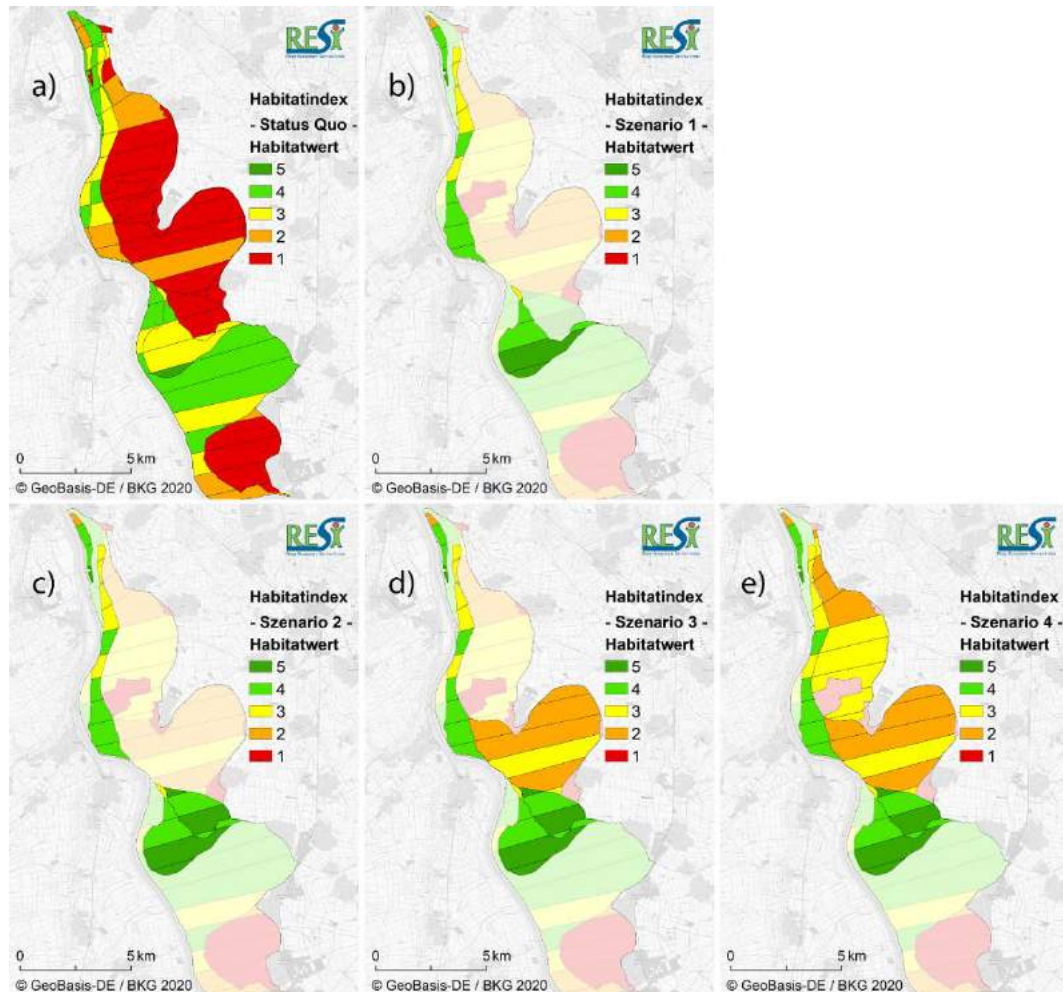 a)
RESI
Habitatindex
- Status Quo -
Habitatwert
5
4
3
2
1
0 5 km
© GeoBasis-DE / BKG 2020
b)
RESI
Habitatindex
- Szenario 1 -
Habitatwert
5
4
3
2
1
0 5 km
© GeoBasis-DE / BKG 2020
c)
RESI
Habitatindex
- Szenario 2 -
Habitatwert
5
4
3
2
1
0 5 km
© GeoBasis-DE / BKG 2020
d)
RESI
Habitatindex
- Szenario 3 -
Habitatwert
5
4
3
2
1
0 5 km
© GeoBasis-DE / BKG 2020
e)
RESI
Habitatindex
- Szenario 4 -
Habitatwert
5
4
3
2
1
0 5 km
© GeoBasis-DE / BKG 2020